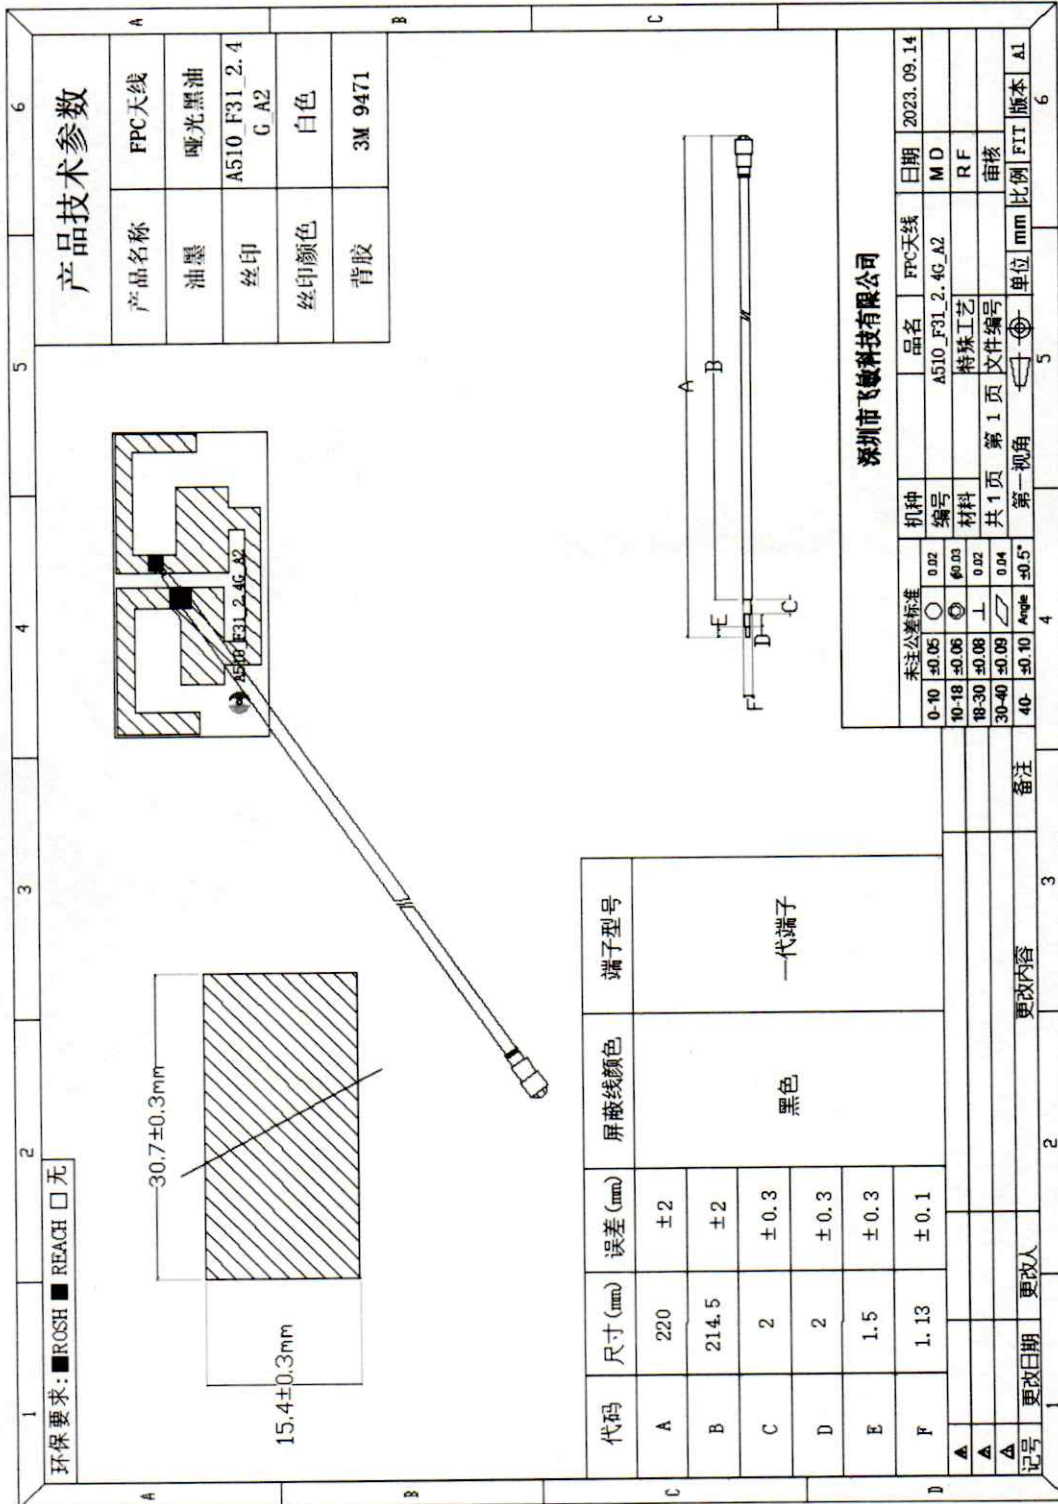 1 2 3 4 5 6
环保要求: ■ROSH ■ REACH □ 无
30.7±0.3mm
15.4±0.3mm
A510_F31_2.4G_A2
产品技术参数
产品名称 FPC天线
油墨 哑光黑油
丝印 A510_F31_2.4
G_A2
丝印颜色 白色
背胶 3M 9471
A
B
C
D
A
B
C
代码 尺寸(mm) 误差(mm) 屏蔽线颜色 端子型号
A 220 ±2 黑色 一代端子
B 214.5 ±2
C 2 ±0.3
D 2 ±0.3
E 1.5 ±0.3
F 1.13 ±0.1
A
B
C
D
E
F
深圳市飞敏科技有限公司
未注公差标准
0-10 ±0.05 0.02
10-18 ±0.06 ϕ0.03
18-30 ±0.08 ⊥ 0.02
30-40 ±0.09 0.04
40- ±0.10 Angle ±0.5°
机种 品名 FPC天线 日期 2023.09.14
编号 A510_F31_2.4G_A2 M D
材料 特殊工艺 R F
共 1 页 第 1 页 文件编号 审核
第一视角 单位 mm 比例 FIT 版本 A1
记号 更改日期 更改人 更改内容 备注
1 2 3 4 5 6